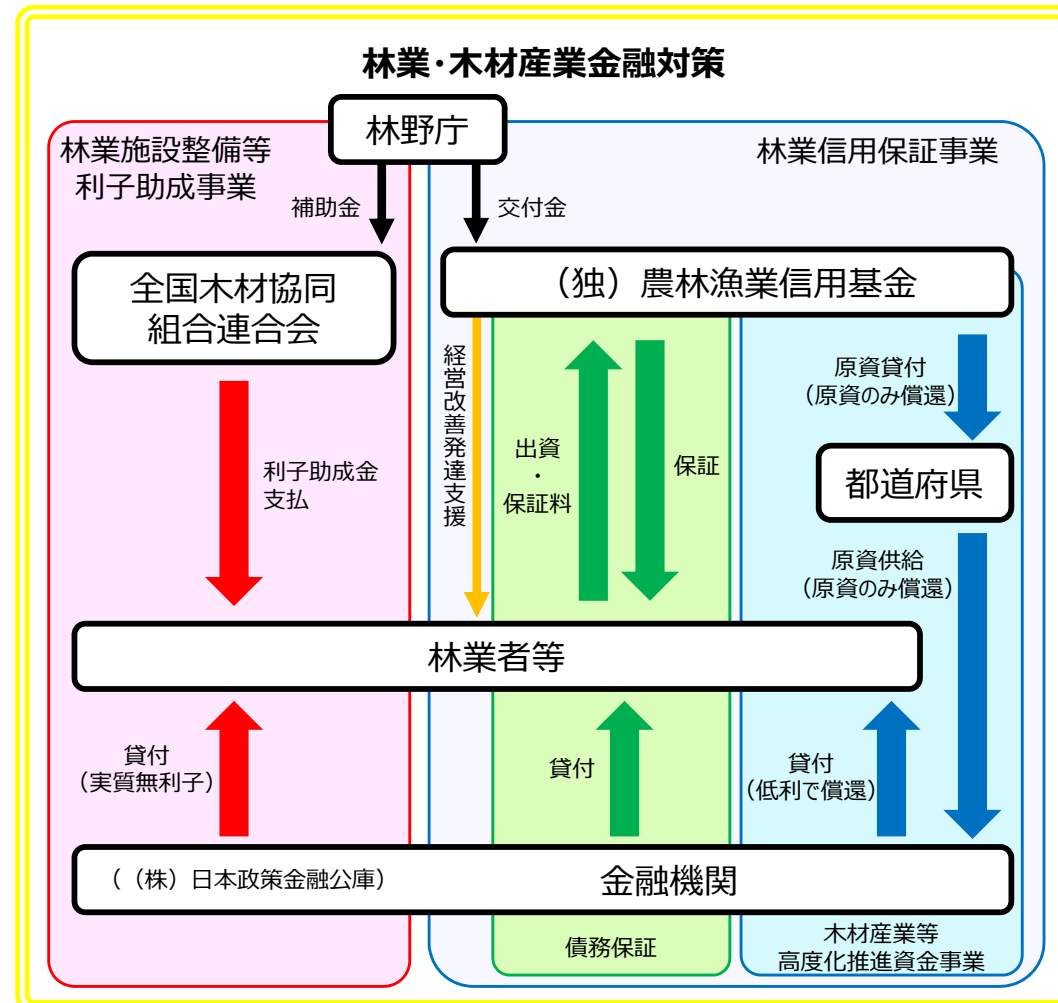 林業・木材産業金融対策
林野庁
林業施設整備等
利子助成事業
林業信用保証事業
補助金
交付金
全国木材協同
組合連合会
（独）農林漁業信用基金
経営改善発達支援
出資
・
保証料
保証
原資貸付
（原資のみ償還）
都道府県
利子助成金
支払
原資供給
（原資のみ償還）
林業者等
貸付
（実質無利子）
貸付
貸付
（低利で償還）
（（株）日本政策金融公庫）
金融機関
債務保証
木材産業等
高度化推進資金事業